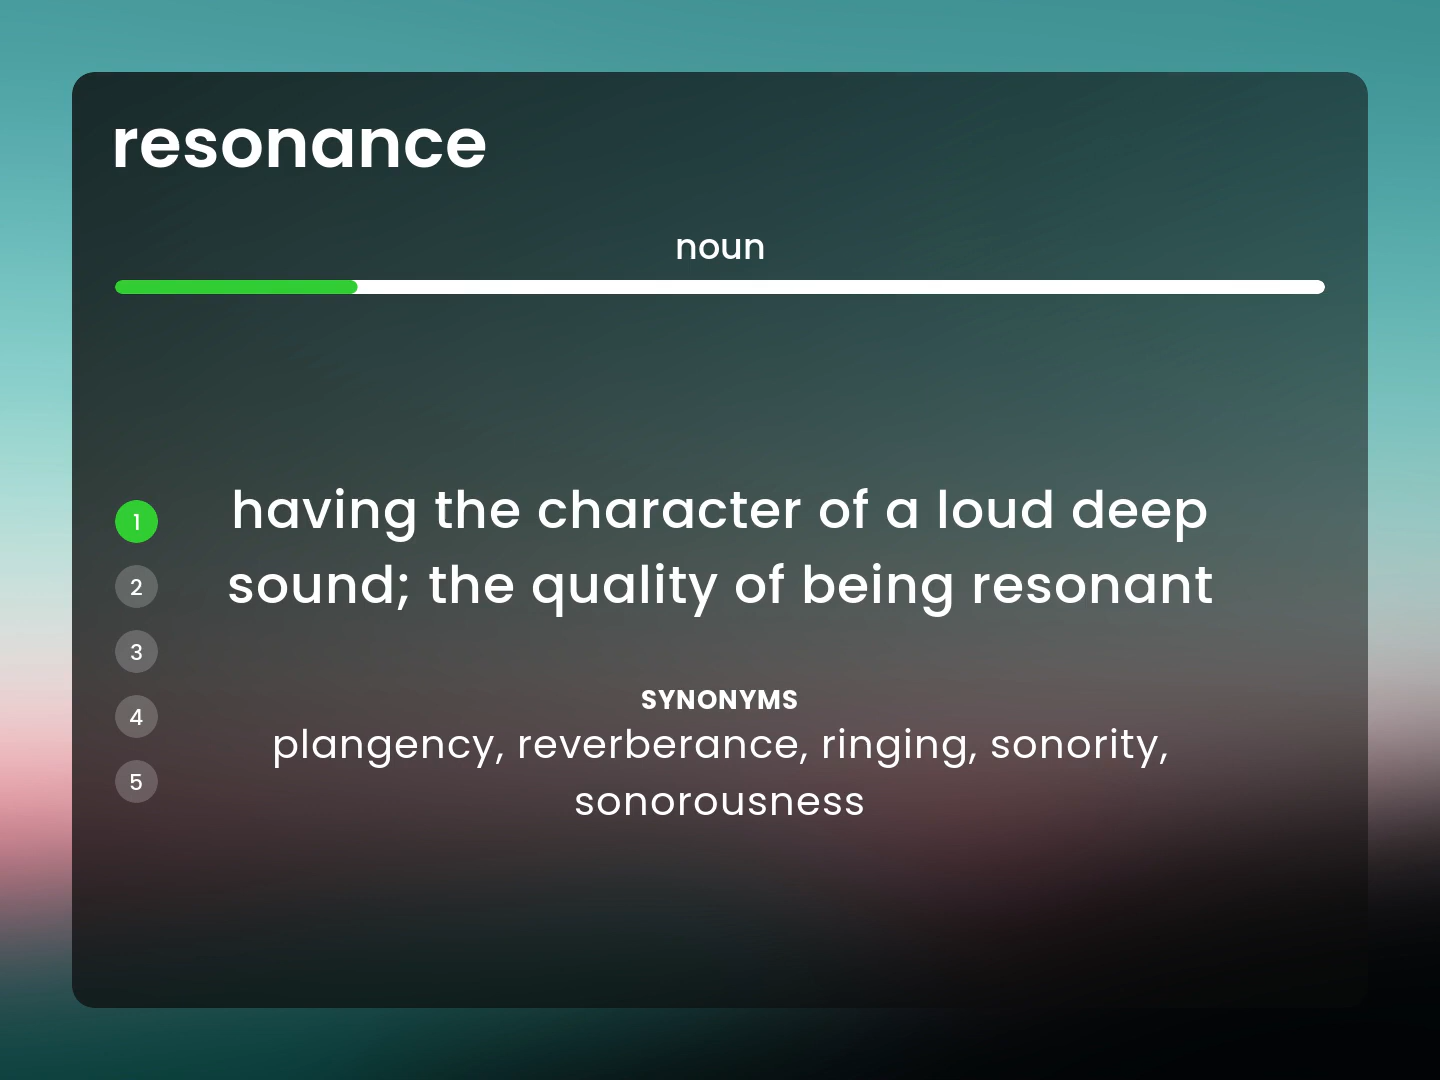 resonance
noun
1
having the character of a loud deep
2
sound; the quality of being resonant
3
4
SYNONYMS
plangency, reverberance, ringing, sonority,
5
sonorousness